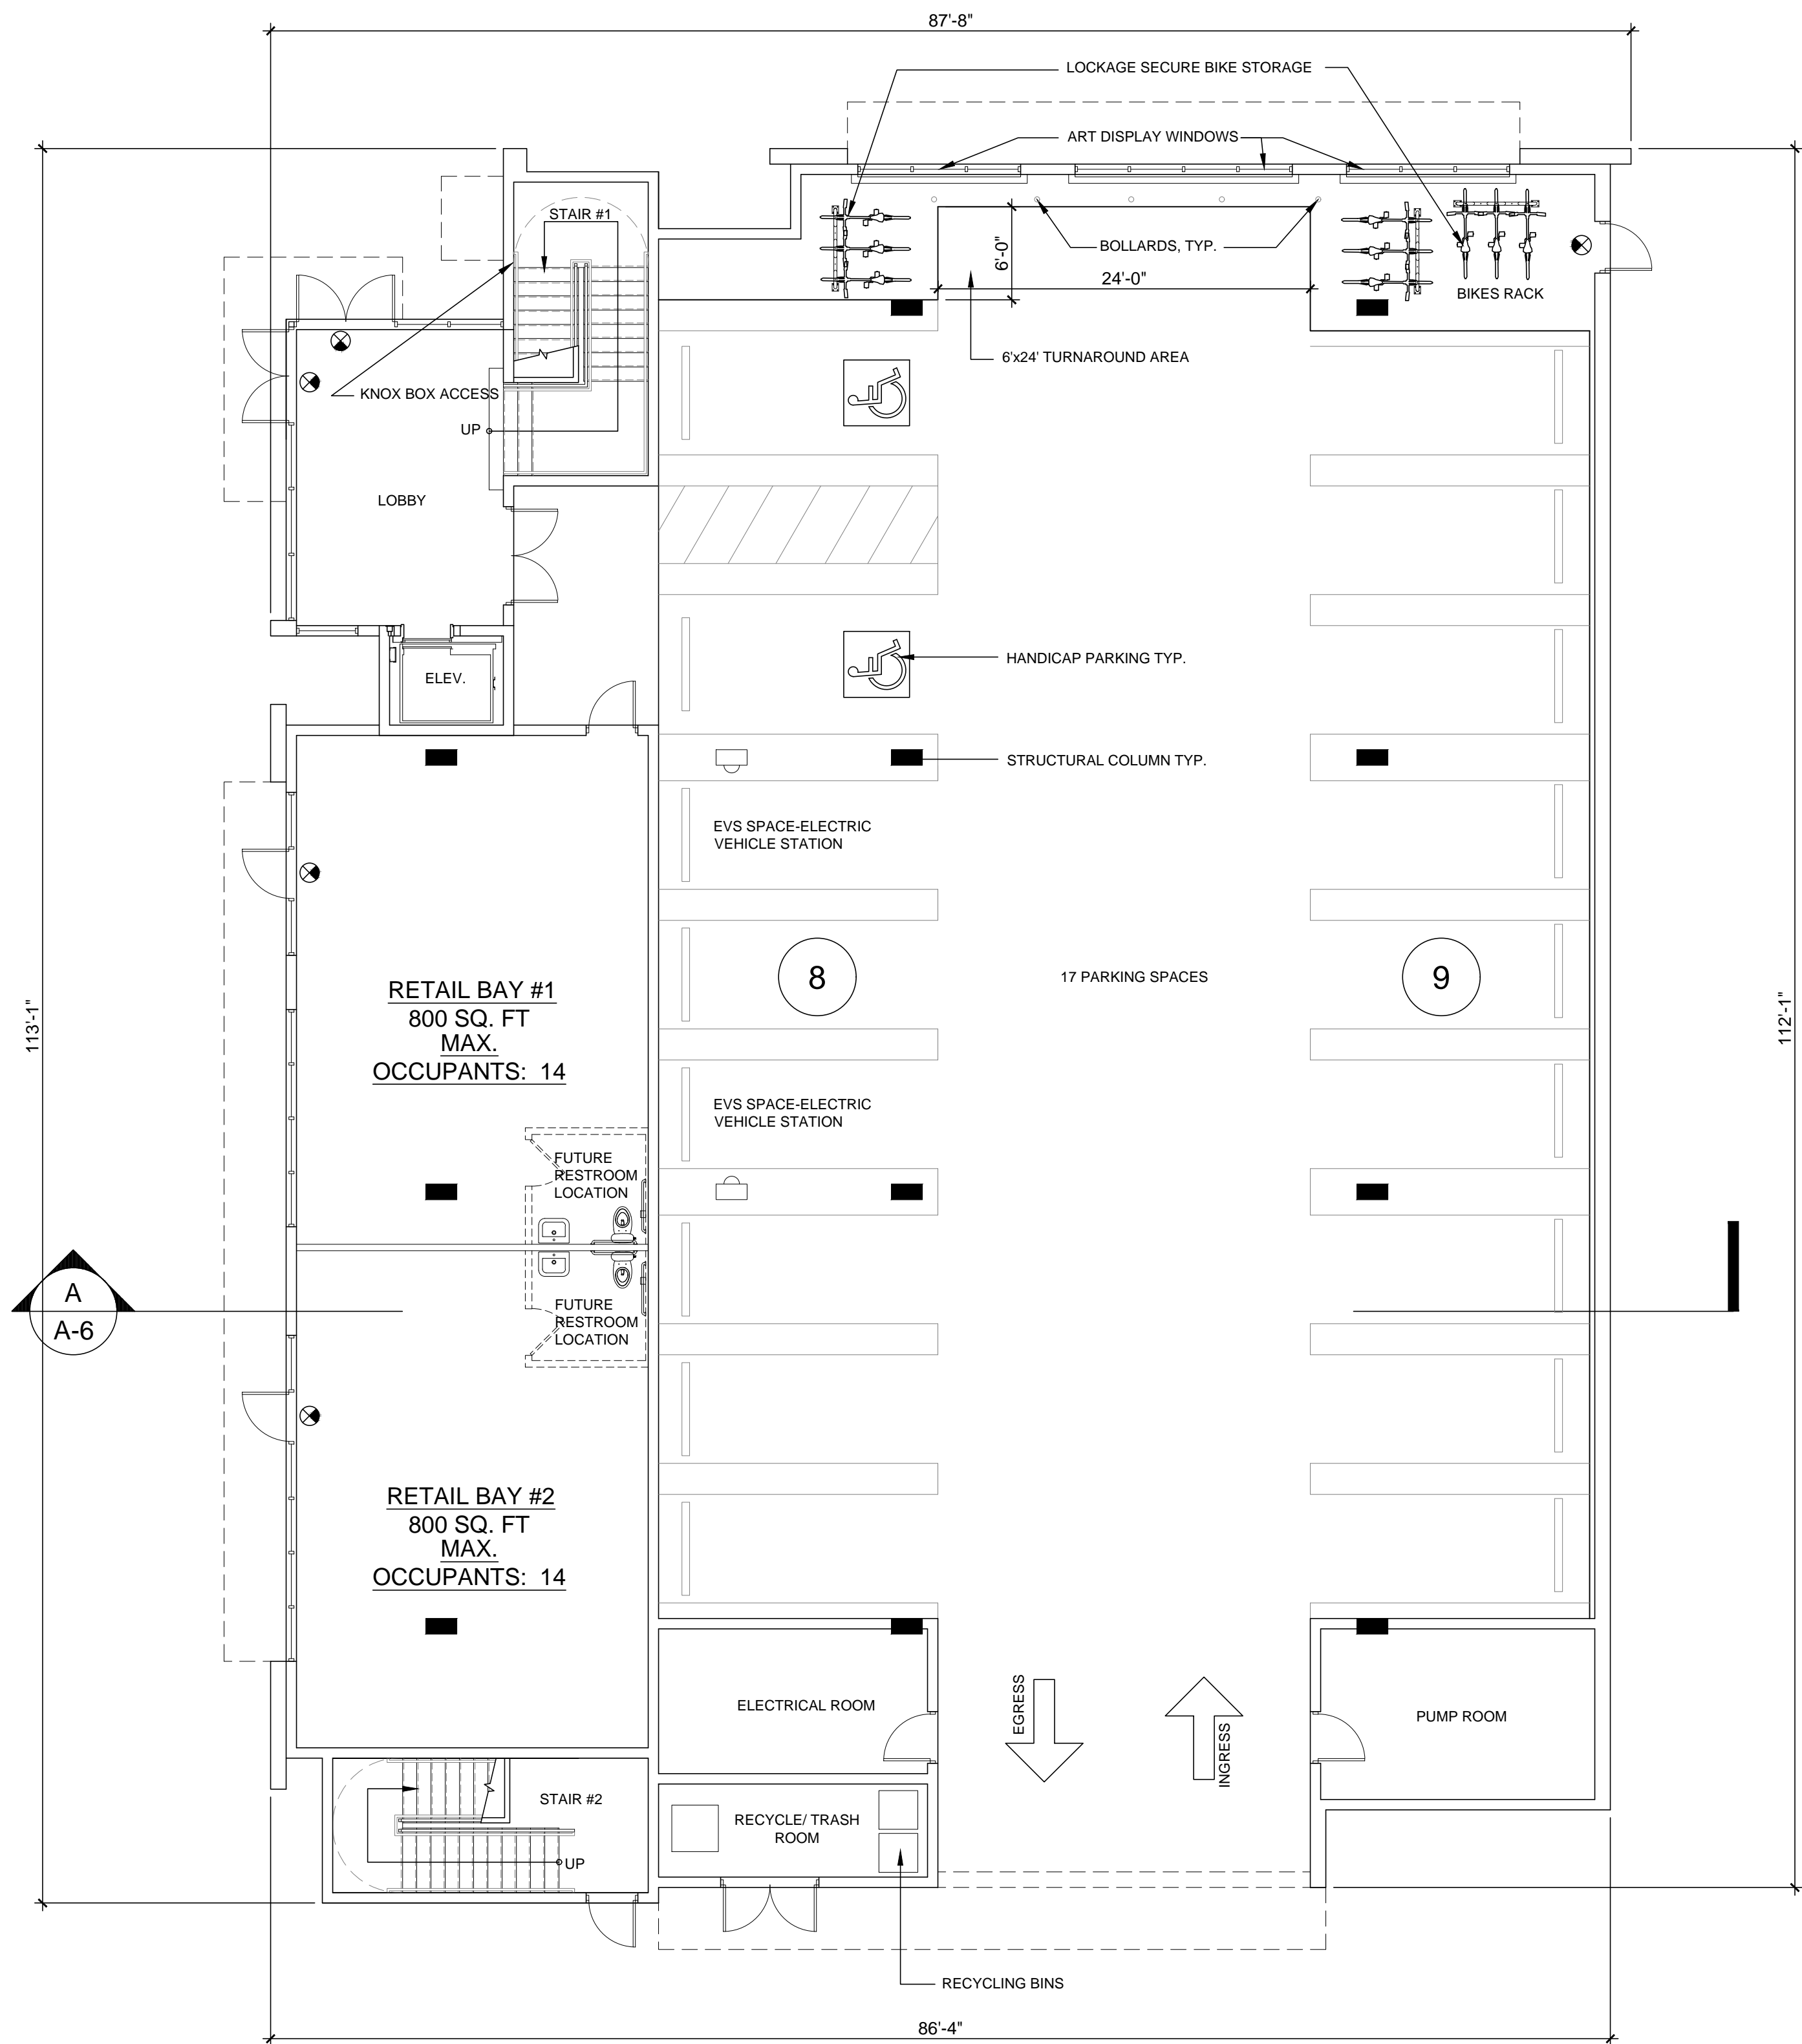 87'-8"
LOCKAGE SECURE BIKE STORAGE
ART DISPLAY WINDOWS
STAIR #1
BOLLARDS, TYP.
6'-0"
24'-0"
BIKES RACK
6'x24' TURNAROUND AREA
KNOX BOX ACCESS
UP
LOBBY
HANDICAP PARKING TYP.
ELEV.
STRUCTURAL COLUMN TYP.
EVS SPACE-ELECTRIC
VEHICLE STATION
8
17 PARKING SPACES
9
RETAIL BAY #1
800 SQ. FT
MAX.
OCCUPANTS: 14
113'-1"
112'-1"
EVS SPACE-ELECTRIC
VEHICLE STATION
FUTURE
RESTROOM
LOCATION
A
A-6
FUTURE
RESTROOM
LOCATION
RETAIL BAY #2
800 SQ. FT
MAX.
OCCUPANTS: 14
ELECTRICAL ROOM
EGRESS
INGRESS
PUMP ROOM
STAIR #2
UP
RECYCLE/ TRASH
ROOM
RECYCLING BINS
86'-4"